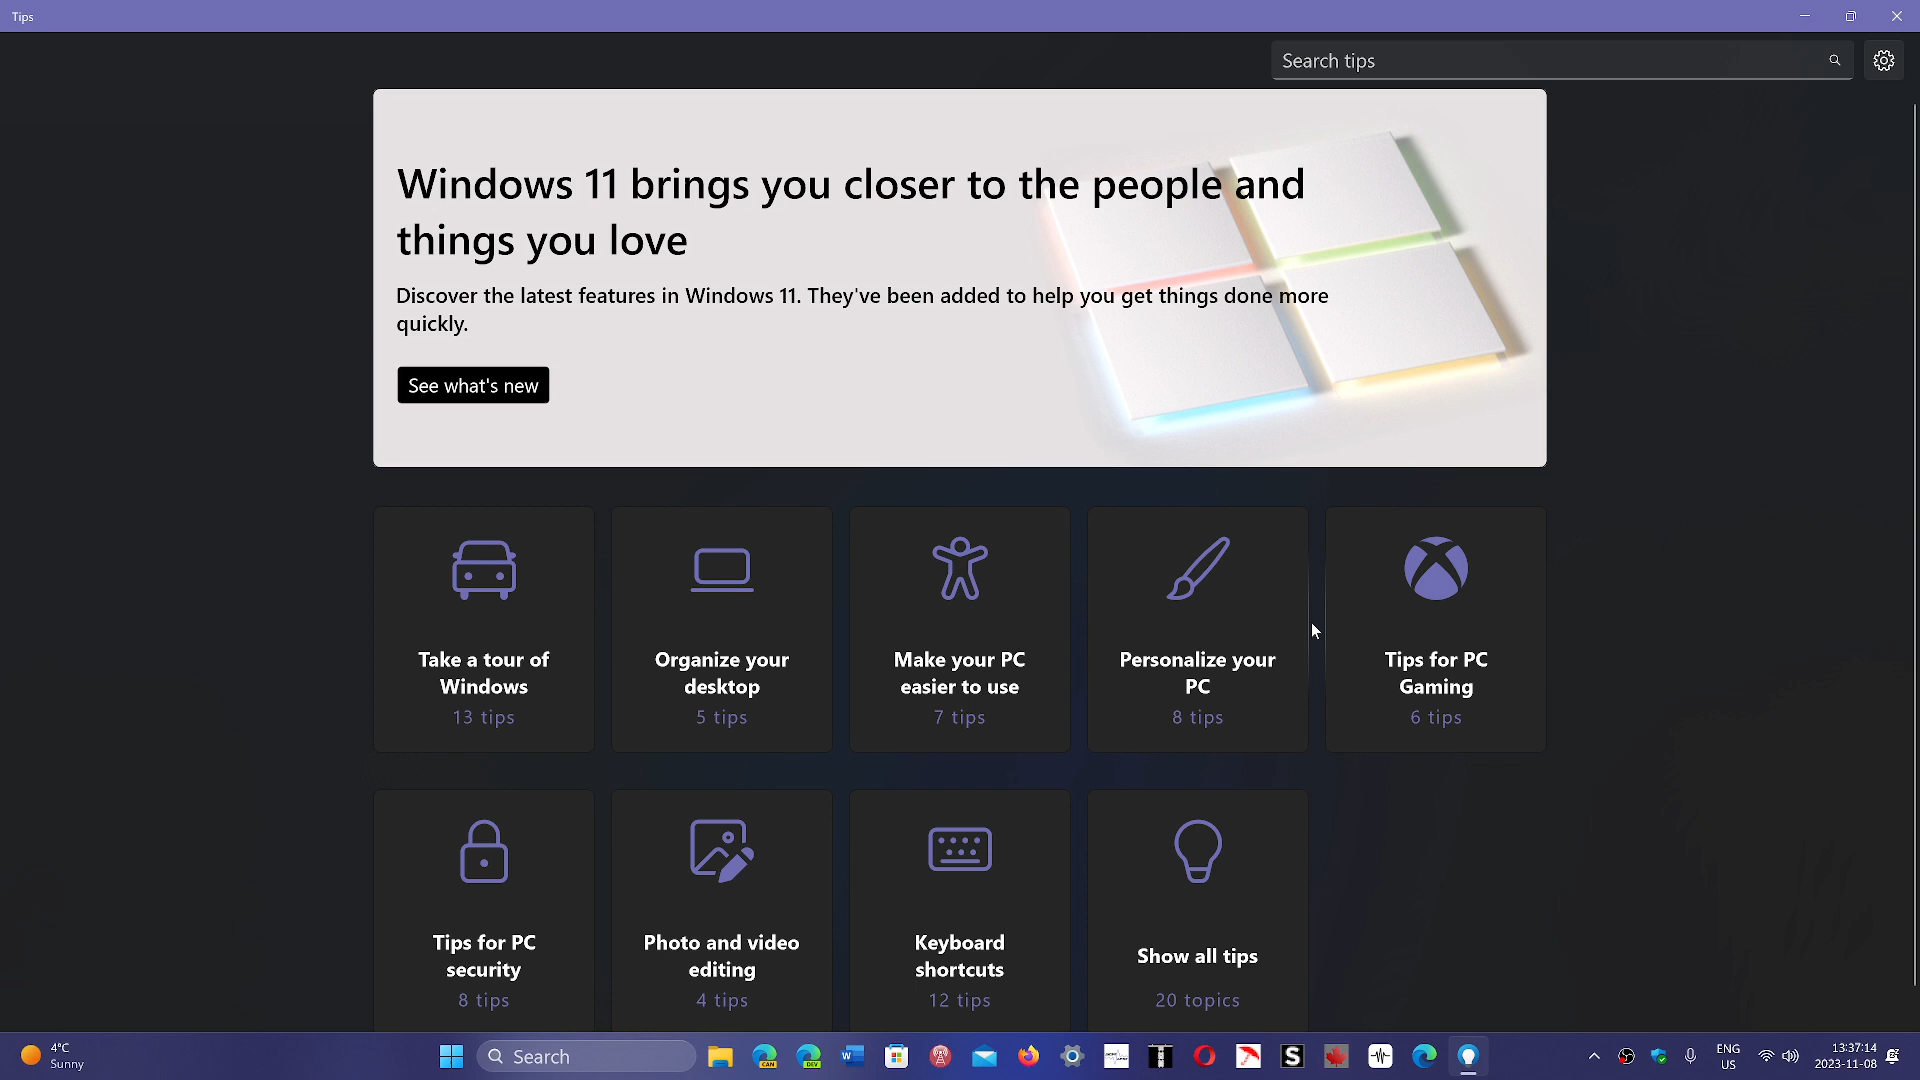 Tips
Search tips
Windows 11 brings you closer to the people and
things you love
Discover the latest features in Windows 11. They've been added to help you get things done more
quickly.
See what's new
Take a tour of
Windows
13 tips
Organize your
desktop
5 tips
Make your PC
easier to use
7 tips
Personalize your
PC
8 tips
Tips for PC
Gaming
6 tips
Tips for PC
security
8 tips
Photo and video
editing
4 tips
Keyboard
shortcuts
12 tips
Show all tips
20 topics
4°C
Sunny
Search
CAN
DEV
W
S
ENG
US
13:37:14
2023-11-08